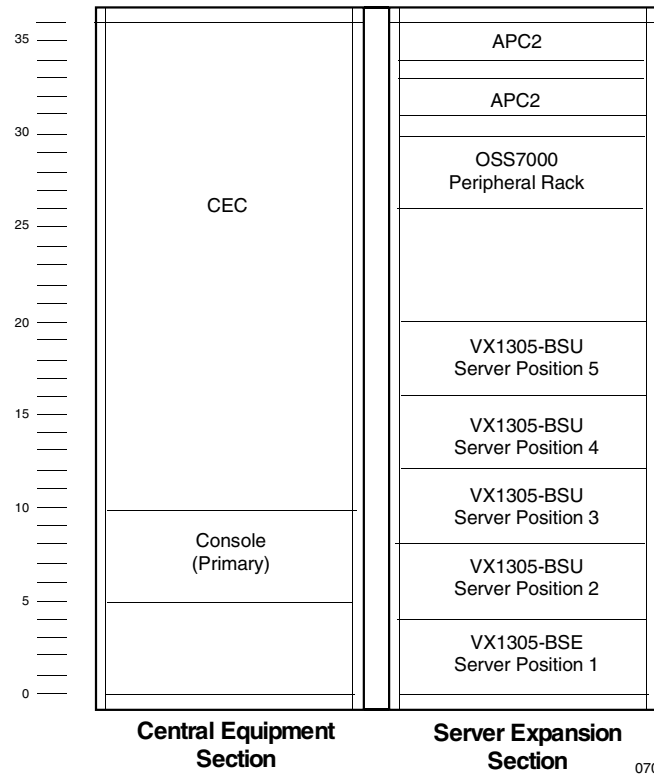 35
30
25
20
15
10
5
0
CEC
Console
(Primary)
Central Equipment
Section
APC2
APC2
OSS7000
Peripheral Rack
VX1305-BSU
Server Position 5
VX1305-BSU
Server Position 4
VX1305-BSU
Server Position 3
VX1305-BSU
Server Position 2
VX1305-BSE
Server Position 1
Server Expansion
Section
070